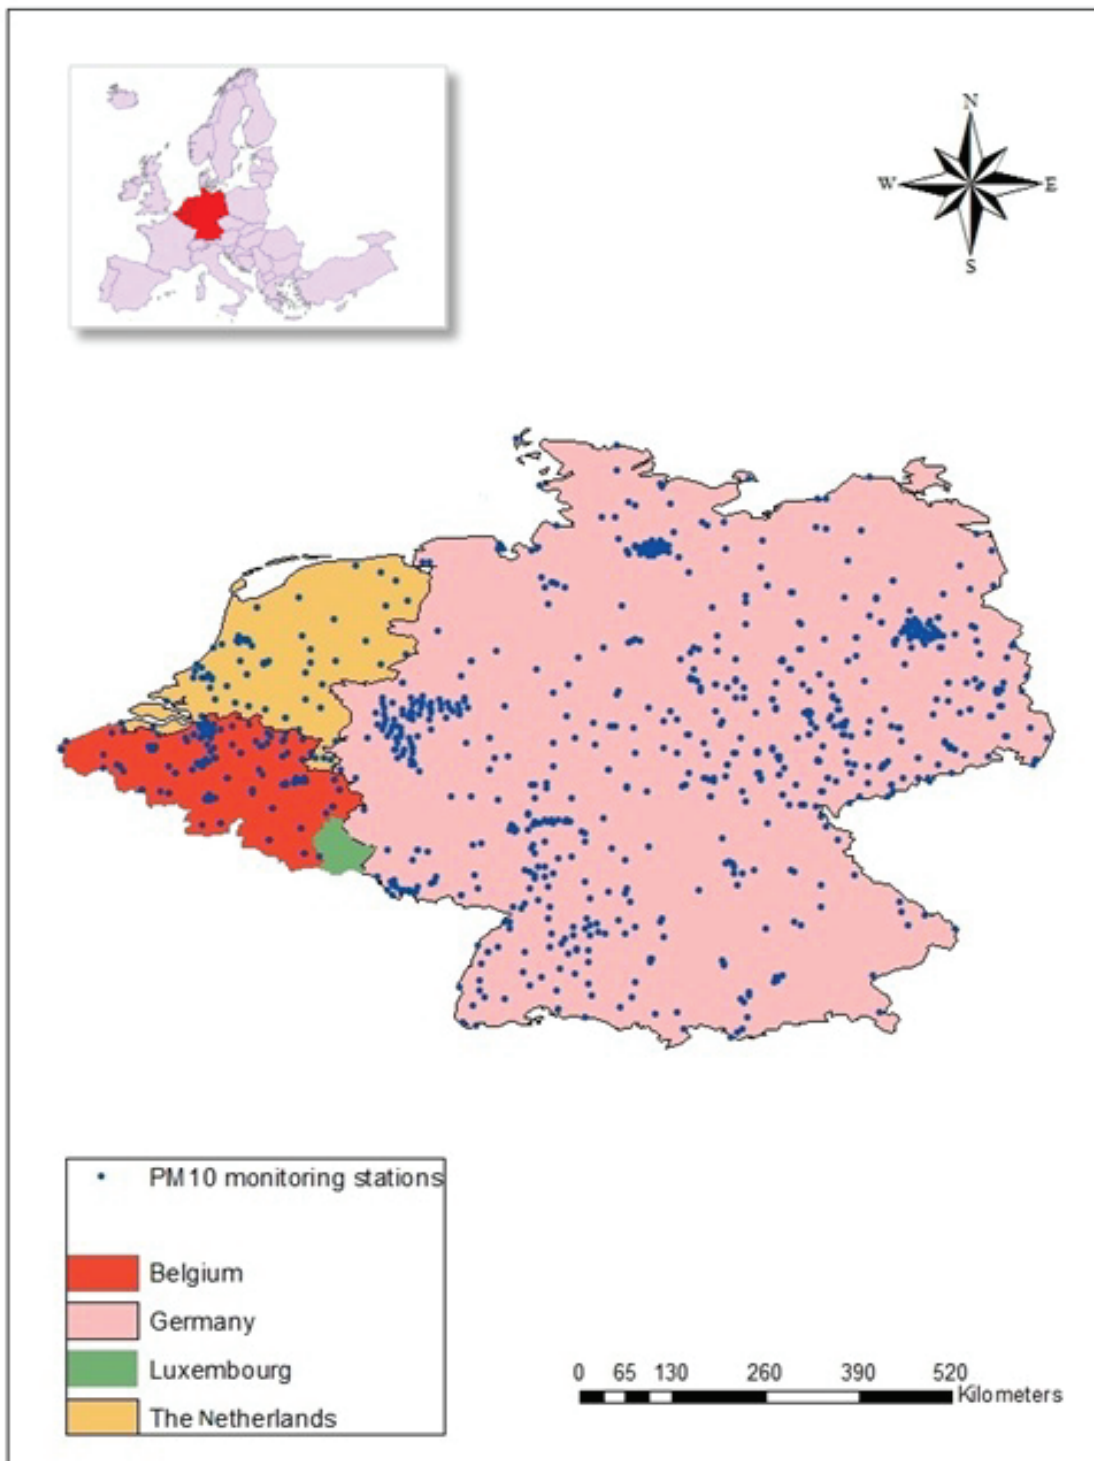 N
W E
S
PM10 monitoring stations
Belgium
Germany
Luxembourg
The Netherlands
0 65 130 260 390 520
Kilometers